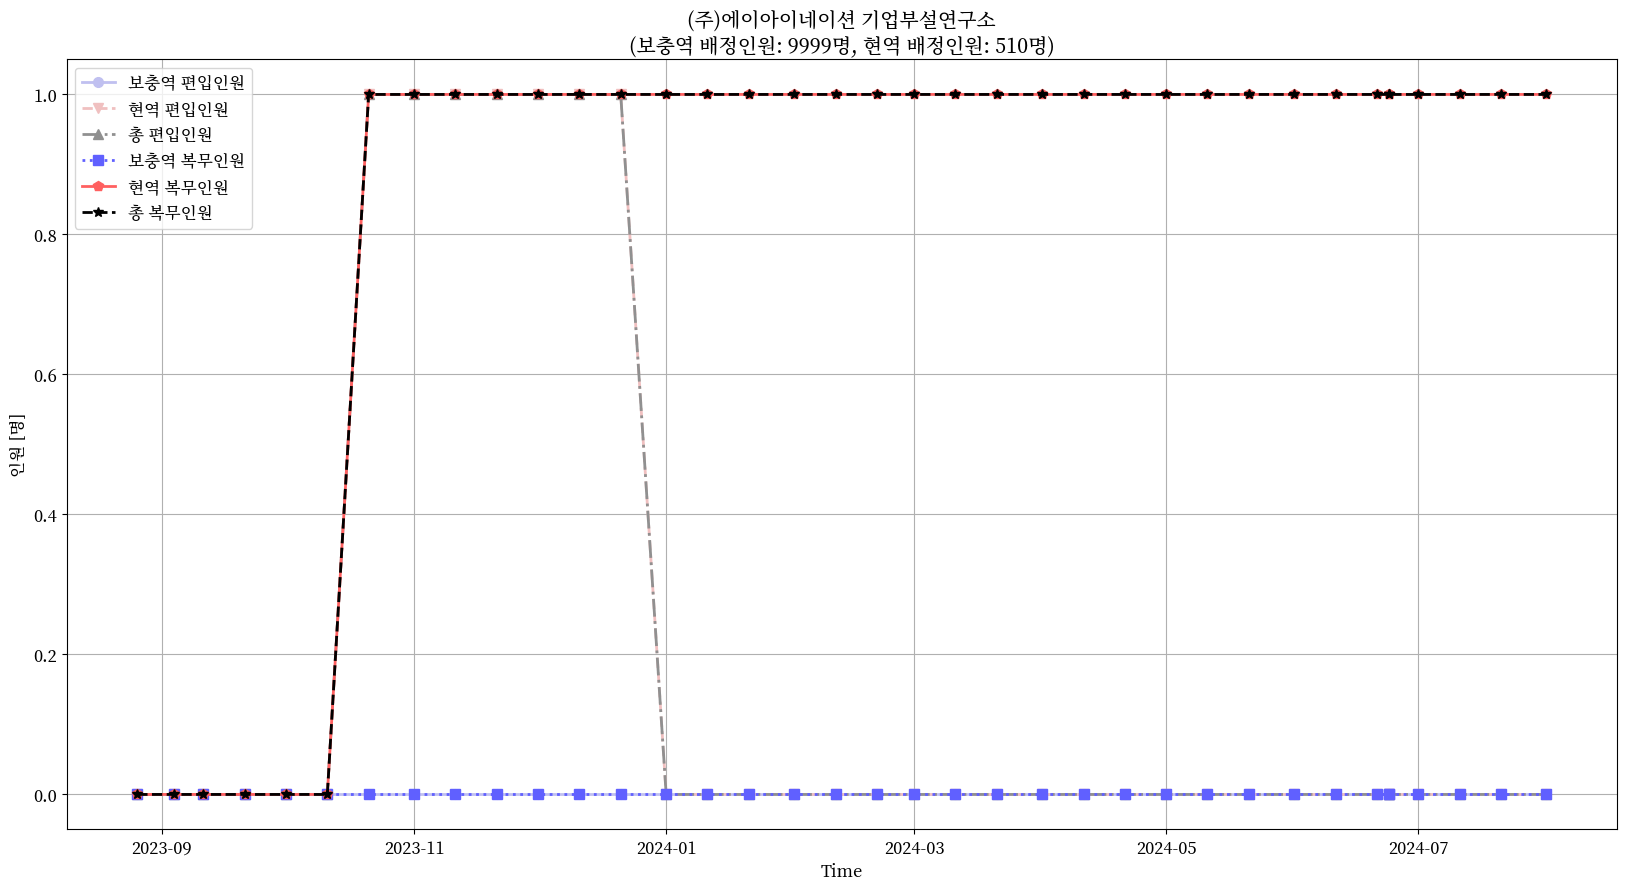 (주)에이아이네이션 기업부설연구소
(보충역 배정인원: 9999명, 현역 배정인원: 510명)
보충역 편입인원
현역 편입인원
총 편입인원
보충역 복무인원
현역 복무인원
총 복무인원
1.0
0.8
0.6
0.4
0.2
0.0
인원 [명]
2023-09
2023-11
2024-01
2024-03
2024-05
2024-07
Time